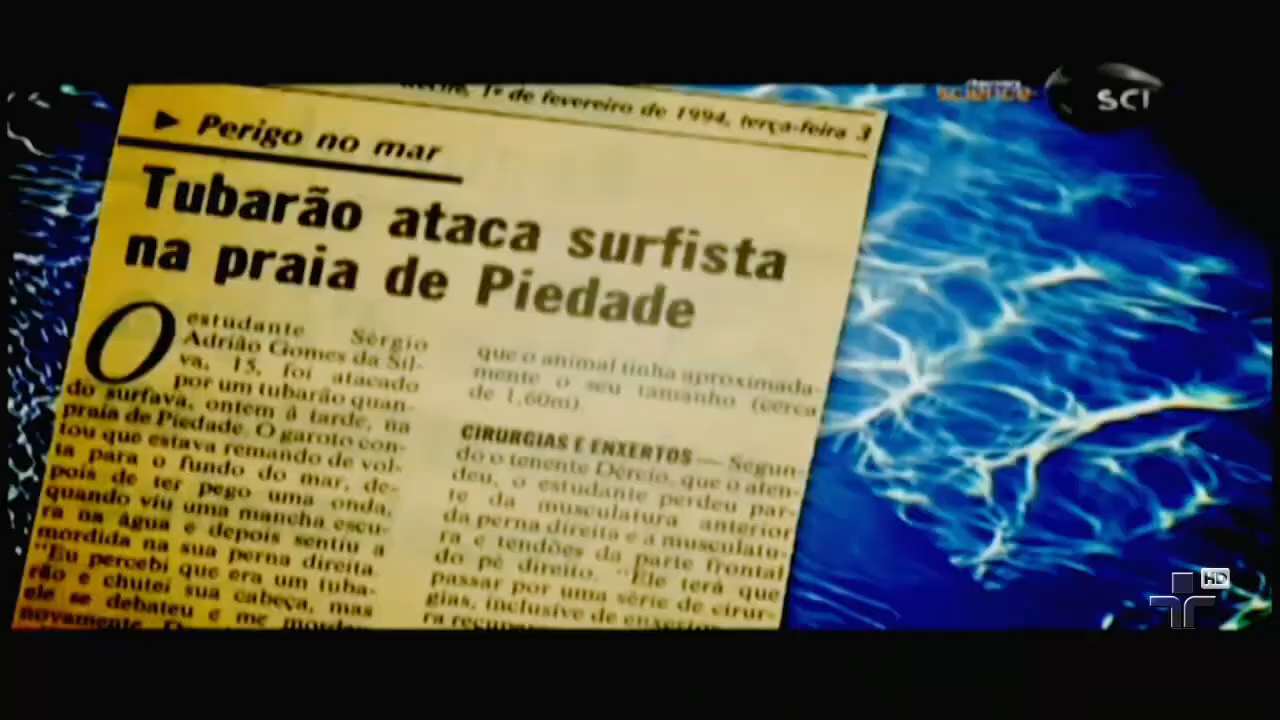 1º de fevereiro de 1994, terça-feira 3
Perigo no mar
Tubarão ataca surfista
na praia de Piedade
O estudante Sérgio
Adrião Gomes da Sil-
va, 15, foi atacado
por um tubarão quan-
do surfava, ontem à tarde, na
praia de Piedade. O garoto con-
tou que estava remando de vol-
ta para o fundo do mar, de-
pois de ter pego uma onda,
quando viu uma mancha escu-
ra na água e depois sentiu a
mordida na sua perna direita.
"Eu percebi que era um tuba-
rão e chutei sua cabeça, mas
ele se debateu e me mordeu
novamente.
que o animal tinha aproximada-
mente o seu tamanho (cerca
de 1,60m).
CIRURGIAS E ENXERTOS — Segun-
do o tenente Dércio, que o aten-
deu, o estudante perdeu par-
te da musculatura anterior
da perna direita e a musculatu-
ra e tendões da parte frontal
do pé direito. "Ele terá que
passar por uma série de cirur-
gias, inclusive de enxertos
science
SCI
HD